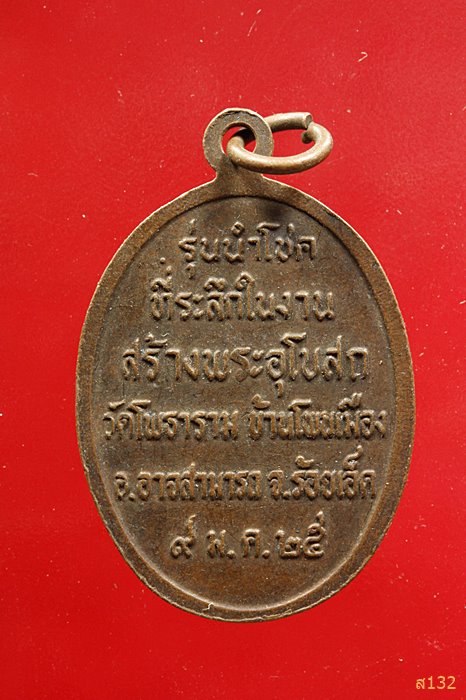 รุ่นนำโชค
ที่ระลึกในงาน
สร้างพระอุโบสถ
วัดโพธาราม บ้านโพนเมือง
อ.อาจสามารถ จ.ร้อยเอ็ด
๙ ม.ค.๒๕
ส132